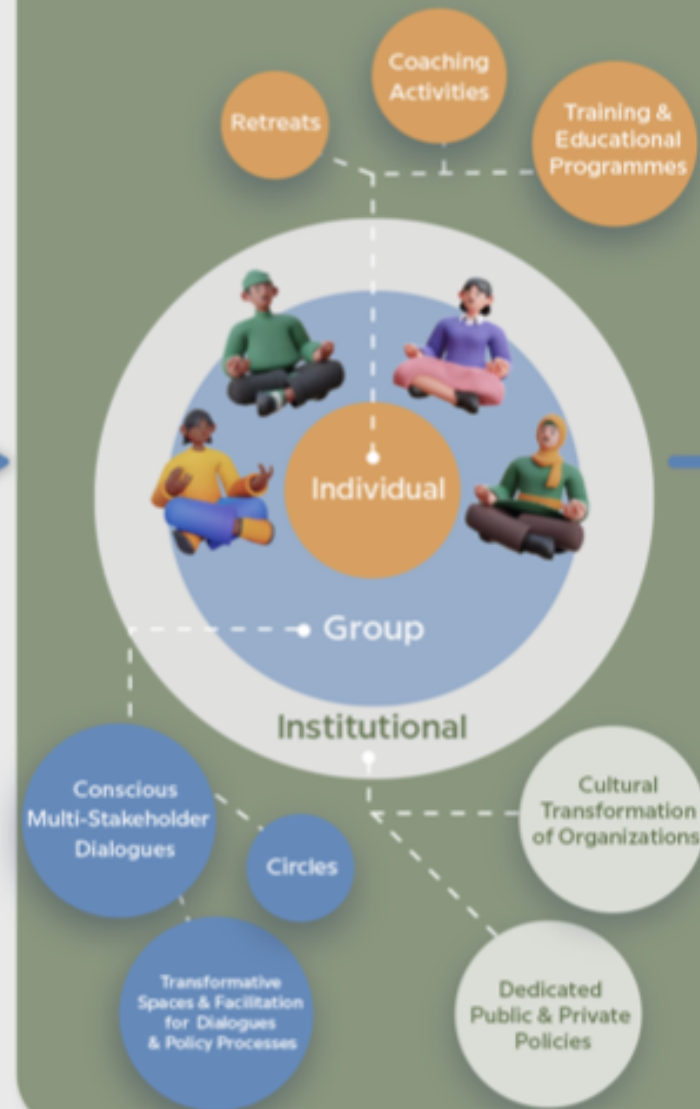 Coaching
Activities
Retreats
Training &
Educational
Programmes
Individual
Group
Institutional
Conscious
Multi-Stakeholder
Dialogues
Circles
Cultural
Transformation
of Organizations
Transformative
Spaces & Facilitation
for Dialogues
& Policy Processes
Dedicated
Public & Private
Policies